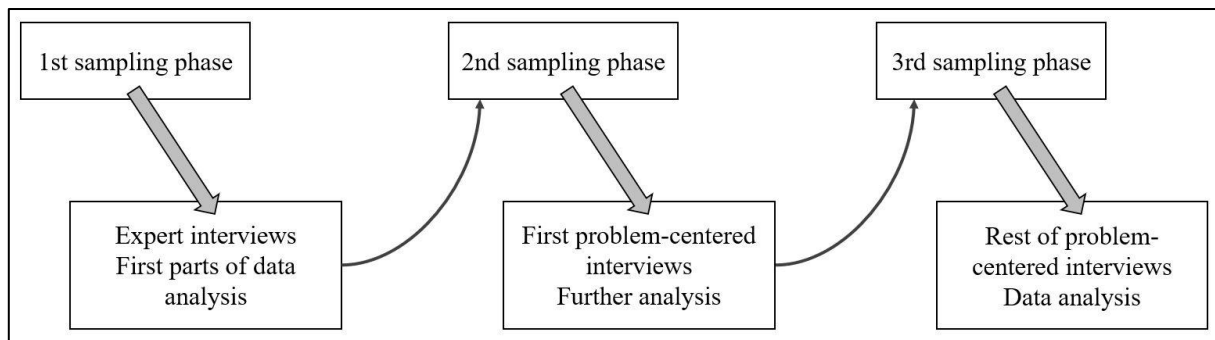 1st sampling phase
2nd sampling phase
3rd sampling phase
Expert interviews
First parts of data
analysis
First problem-centered
interviews
Further analysis
Rest of problem-
centered interviews
Data analysis